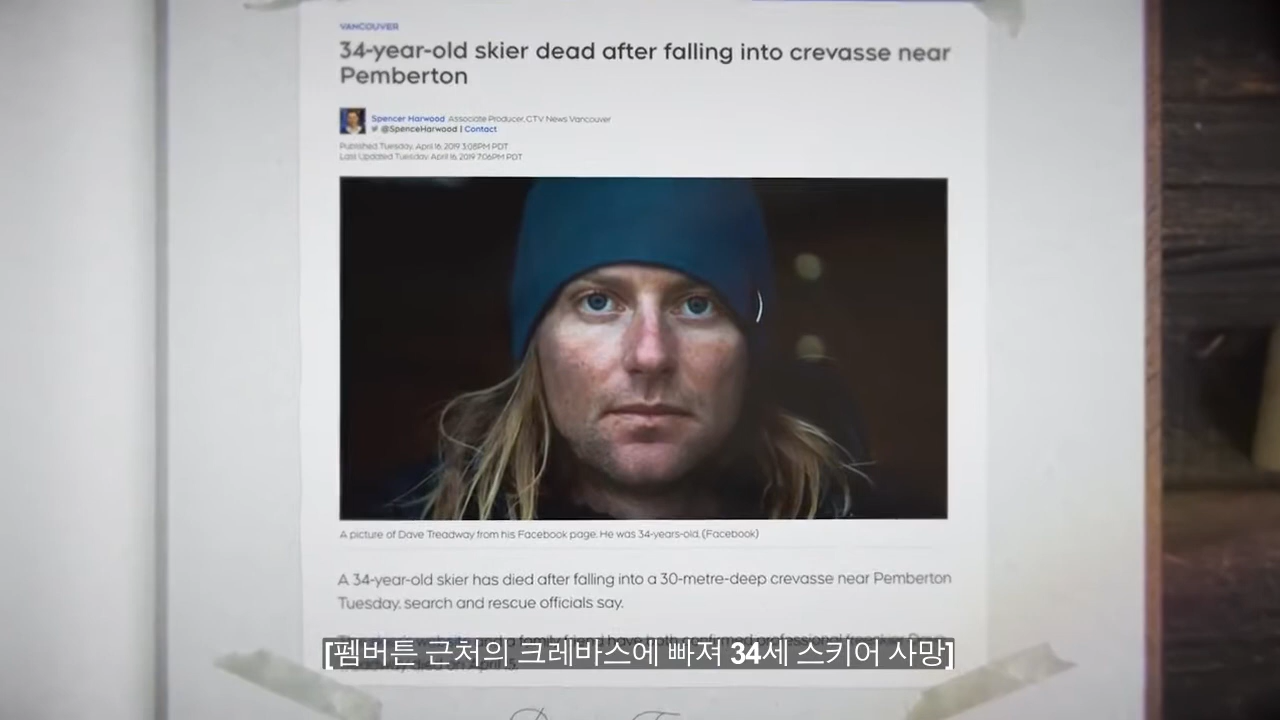 VANCOUVER
34-year-old skier dead after falling into crevasse near
Pemberton
Spencer Harwood Associate Producer, CTV News Vancouver
@SpenceHarwood | Contact
Published Tuesday, April 16, 2019 3:08PM PDT
Last Updated Tuesday, April 16, 2019 7:06PM PDT
A picture of Dave Treadway from his Facebook page. He was 34-years-old. (Facebook)
A 34-year-old skier has died after falling into a 30-metre-deep crevasse near Pemberton
Tuesday, search and rescue officials say.
[펨버튼 근처의 크레바스에 빠져 34세 스키어 사망]